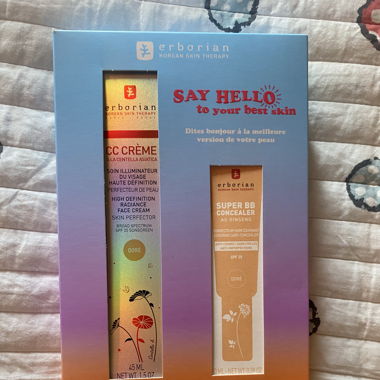 erborian
KOREAN SKIN THERAPY
SAY HELLO
to your best skin
Dites bonjour à la meilleure
version de votre peau
erborian
KOREAN SKIN THERAPY
CC CRÈME
À LA CENTELLA ASIATICA
SOIN ILLUMINATEUR
DU VISAGE
HAUTE DÉFINITION
PERFECTEUR DE PEAU
HIGH DEFINITION
RADIANCE
FACE CREAM
SKIN PERFECTOR
BROAD SPECTRUM
SPF 25 SUNSCREEN
DORÉ
45 ML
NET WT. 1.5 OZ
erborian
SUPER BB
CONCEALER
AU GINSENG
SPF 25
DORÉ